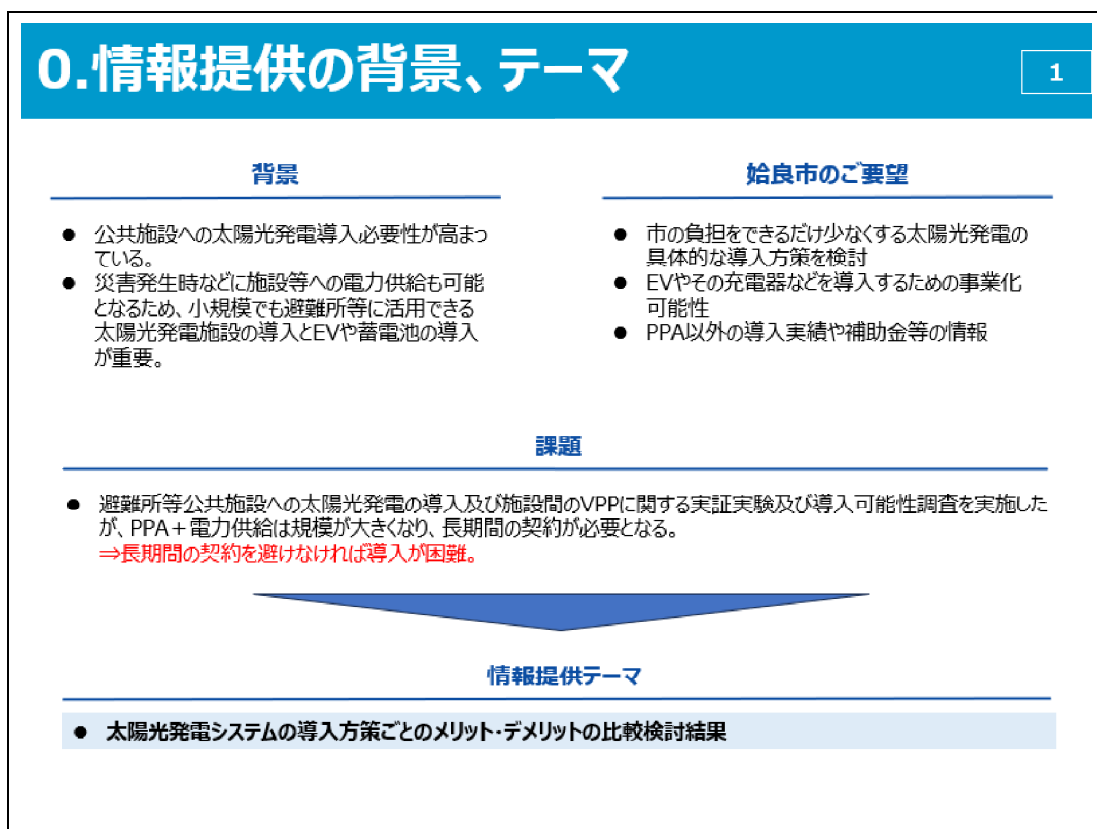 0.情報提供の背景、テーマ
1
背景
● 公共施設への太陽光発電導入必要性が高まっ
ている。
● 災害発生時などに施設等への電力供給も可能
となるため、小規模でも避難所等に活用できる
太陽光発電施設の導入とEVや蓄電池の導入
が重要。
姶良市のご要望
● 市の負担をできるだけ少なくする太陽光発電の
具体的な導入方策を検討
● EVやその充電器などを導入するための事業化
可能性
● PPA以外の導入実績や補助金等の情報
課題
● 避難所等公共施設への太陽光発電の導入及び施設間のVPPに関する実証実験及び導入可能性調査を実施した
が、PPA＋電力供給は規模が大きくなり、長期間の契約が必要となる。
⇒長期間の契約を避けなければ導入が困難。
情報提供テーマ
● 太陽光発電システムの導入方策ごとのメリット・デメリットの比較検討結果